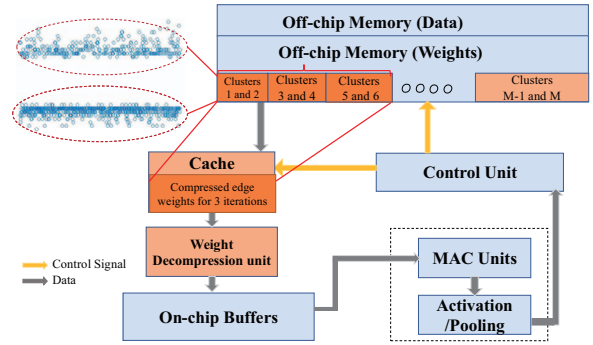 Off-chip Memory (Data)
Off-chip Memory (Weights)
Clusters
1 and 2
Clusters
3 and 4
Clusters
5 and 6
Clusters
M-1 and M
Cache
Compressed edge
weights for 3 iterations
Control Unit
Weight
Decompression unit
Control Signal
Data
MAC Units
On-chip Buffers
Activation
/Pooling